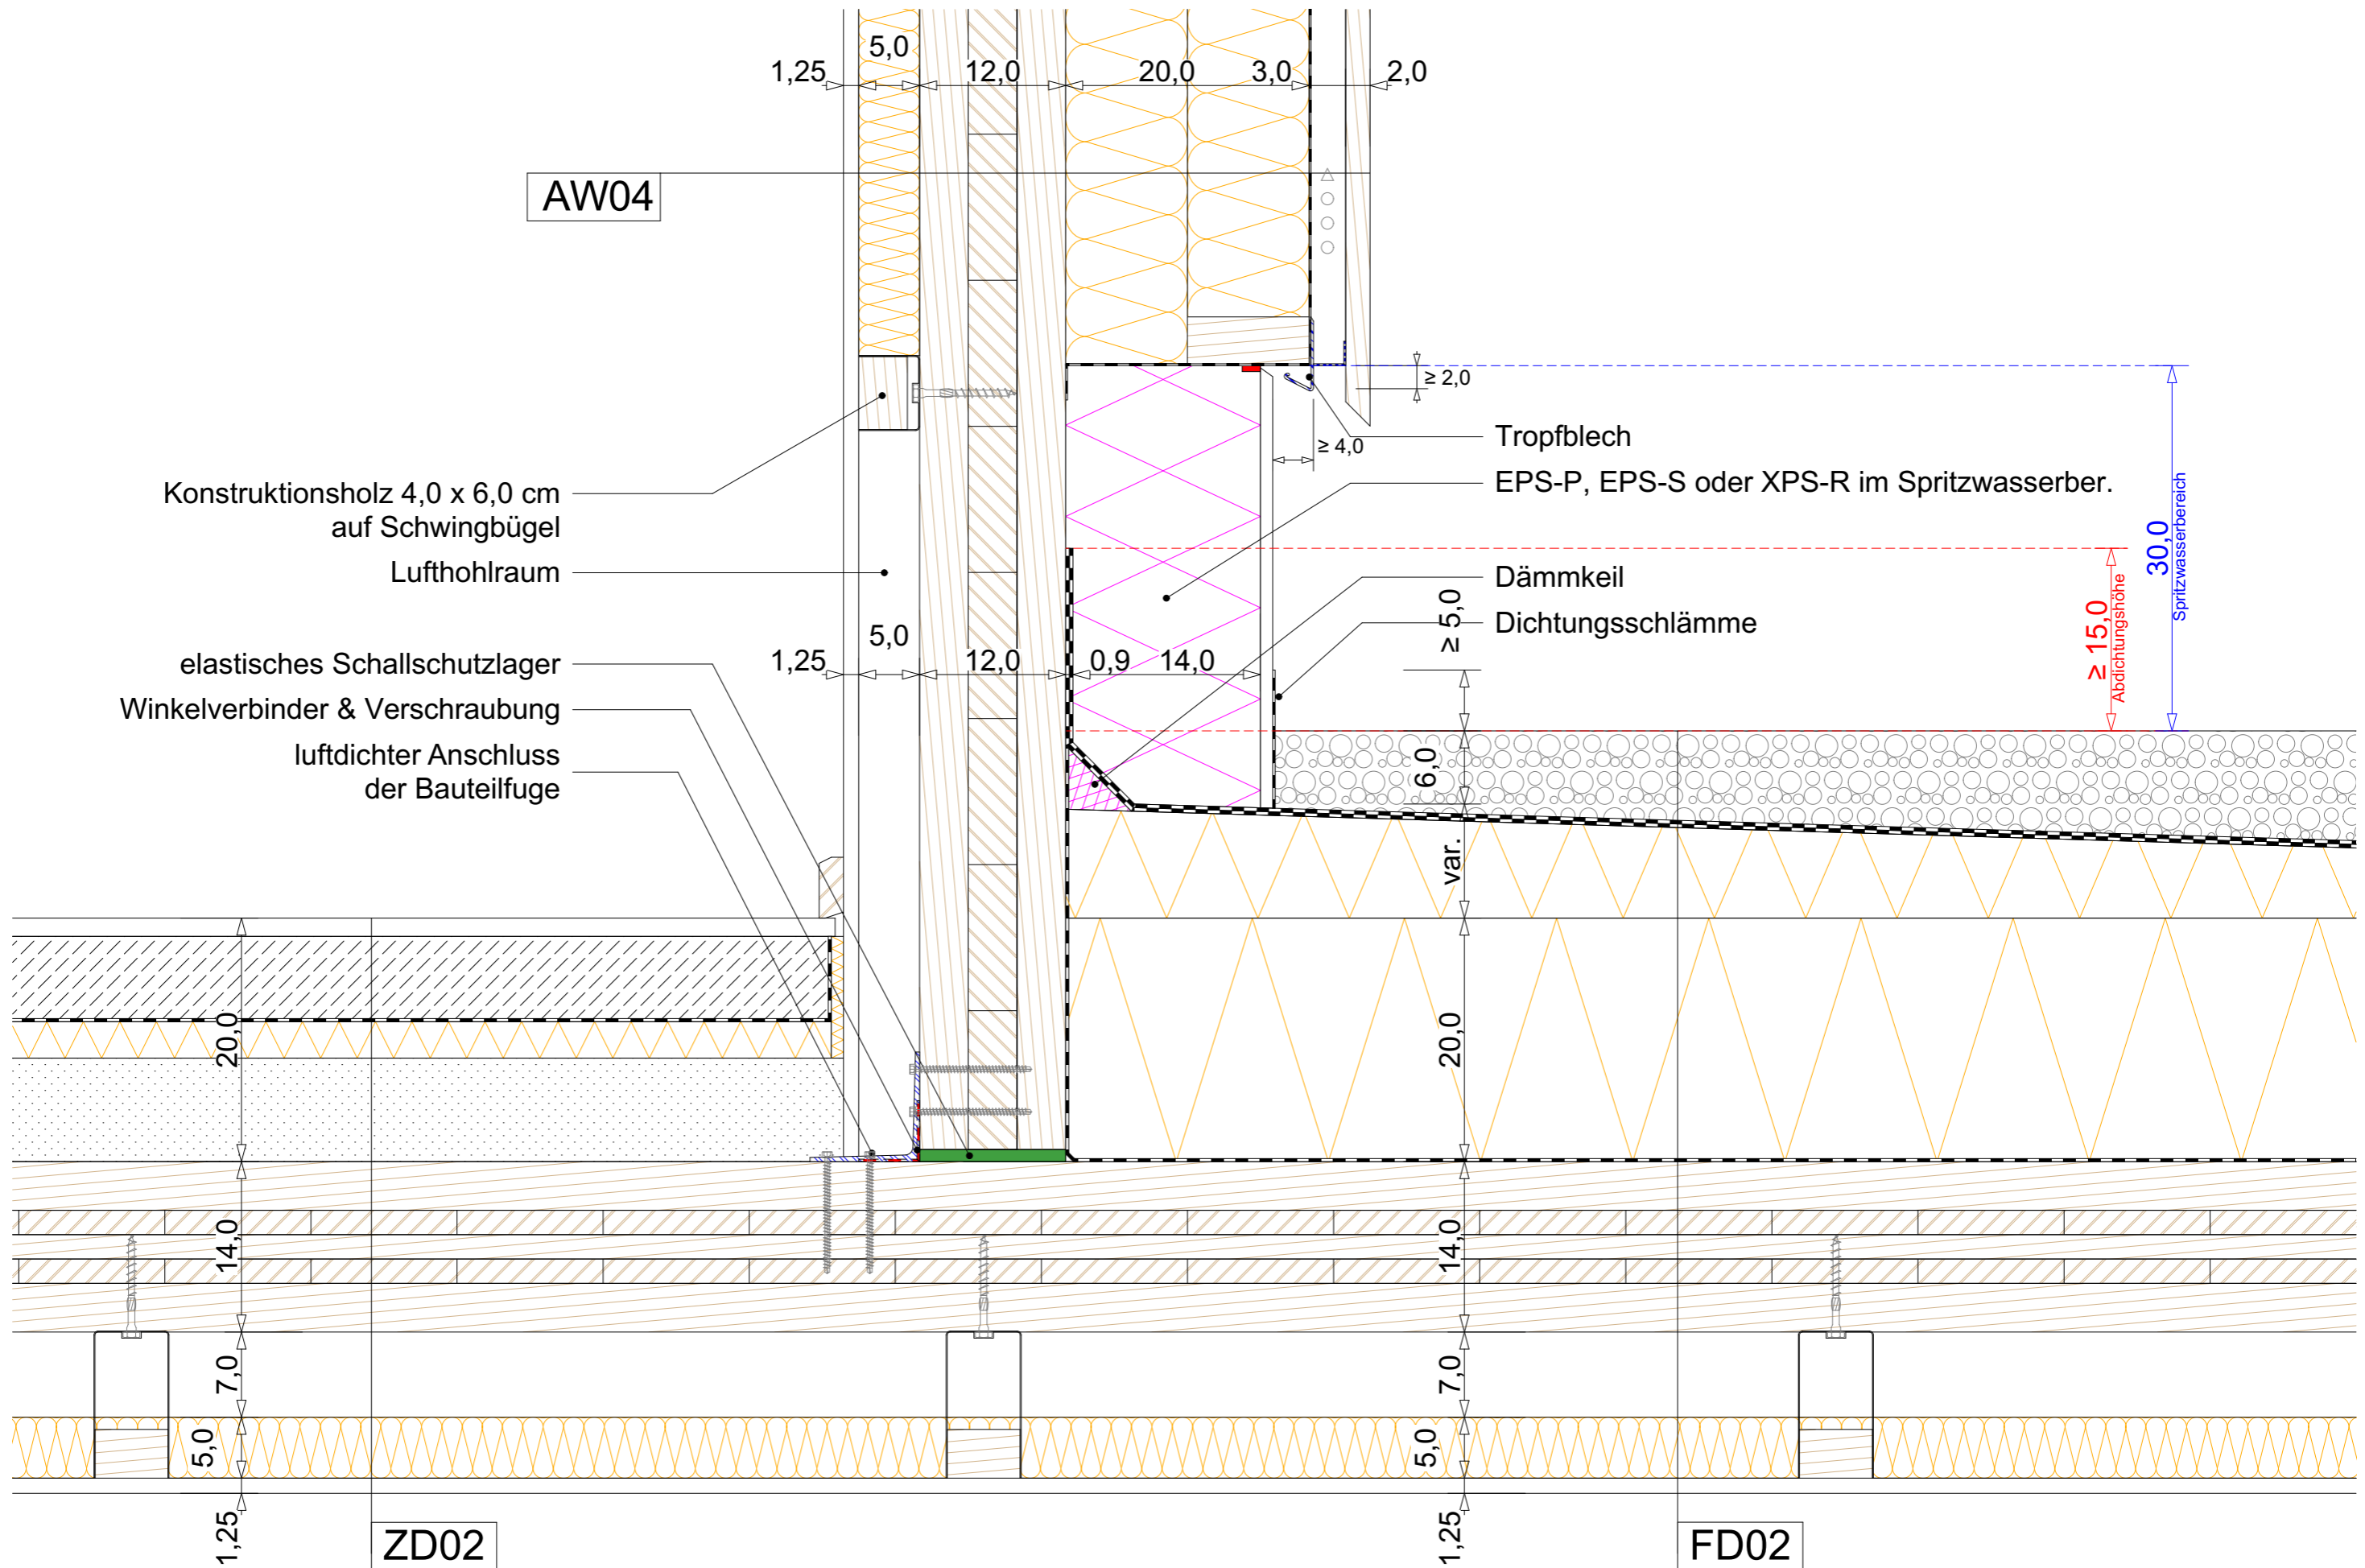 5,0
1,25
12,0
20,0
3,0
2,0
AW04
≥ 2,0
≥ 4,0
Tropfblech
EPS-P, EPS-S oder XPS-R im Spritzwasserber.
Konstruktionsholz 4,0 x 6,0 cm
auf Schwingbügel
Lufthohlraum
30,0
Spritzwasserbereich
≥ 15,0
Abdichtungshöhe
Dämmkeil
Dichtungsschlämme
≥ 5,0
elastisches Schallschutzlager
Winkelverbinder & Verschraubung
luftdichter Anschluss
der Bauteilfuge
5,0
1,25
12,0
0,9
14,0
6,0
var.
20,0
20,0
14,0
14,0
7,0
7,0
5,0
5,0
1,25
1,25
ZD02
FD02